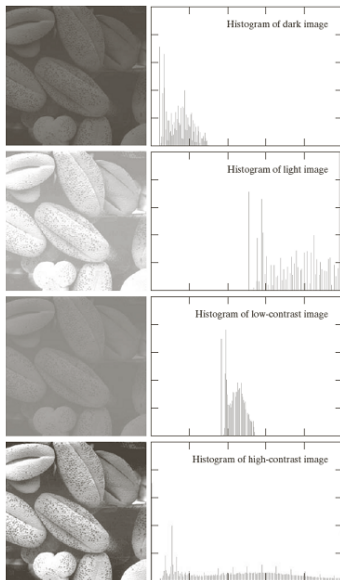 Histogram of dark image
Histogram of light image
Histogram of low-contrast image
Histogram of high-contrast image